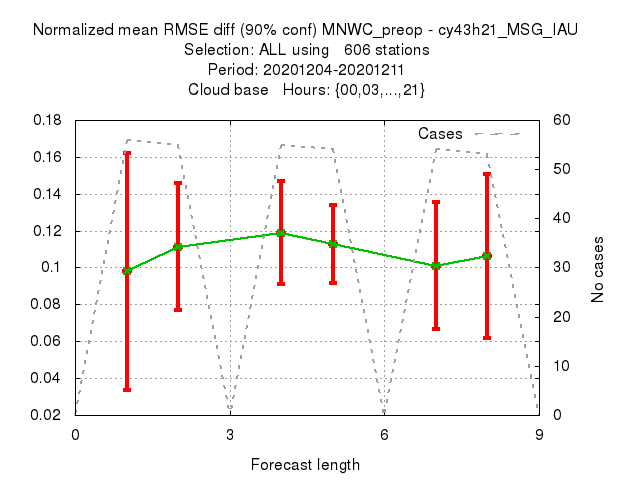 Normalized mean RMSE diff (90% conf) MNWC_preop - cy43h21_MSG_IAU
Selection: ALL using 606 stations
Period: 20201204-20201211
Cloud base Hours: {00,03,...,21}
0.18
0.16
0.14
0.12
0.1
0.08
0.06
0.04
0.02
Cases
60
50
40
30
20
10
0
No cases
0 3 6 9
Forecast length